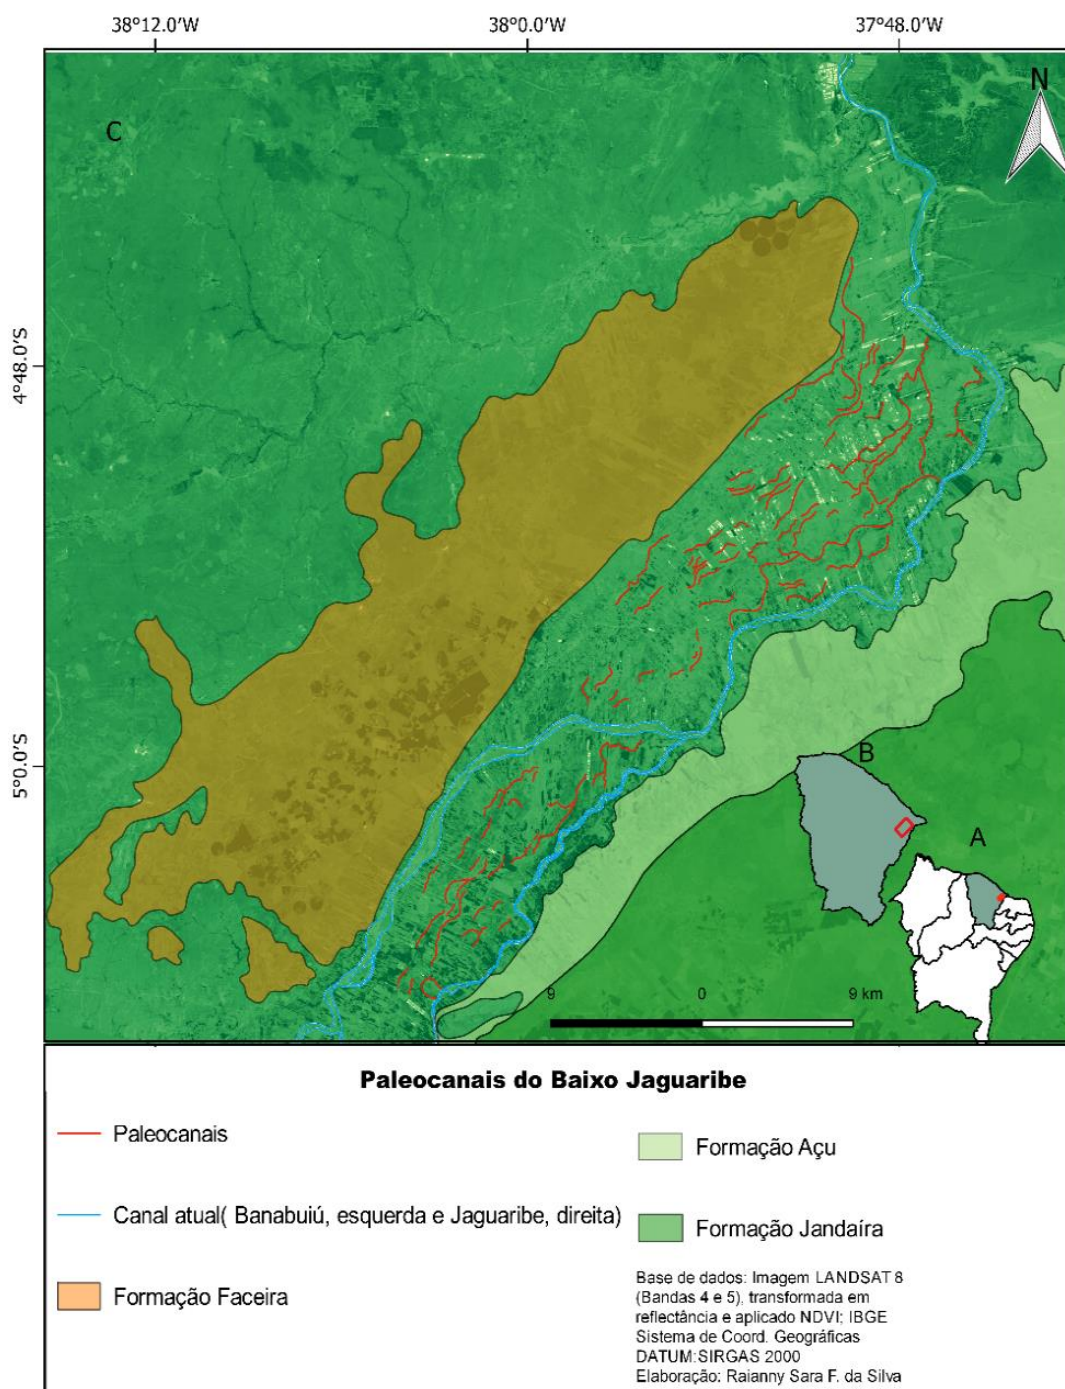 38°12.0′W 38°0.0′W 37°48.0′W
C
N
4°48.0′S
5°0.0′S
B
A
9 0 9 km
Paleocanais do Baixo Jaguaribe
Paleocanais
Canal atual( Banabuiú, esquerda e Jaguaribe, direita)
Formação Faceira
Formação Açu
Formação Jandaíra
Base de dados: Imagem LANDSAT 8
(Bandas 4 e 5), transformada em
reflectância e aplicado NDVI; IBGE
Sistema de Coord. Geográficas
DATUM:SIRGAS 2000
Elaboração: Raianny Sara F. da Silva